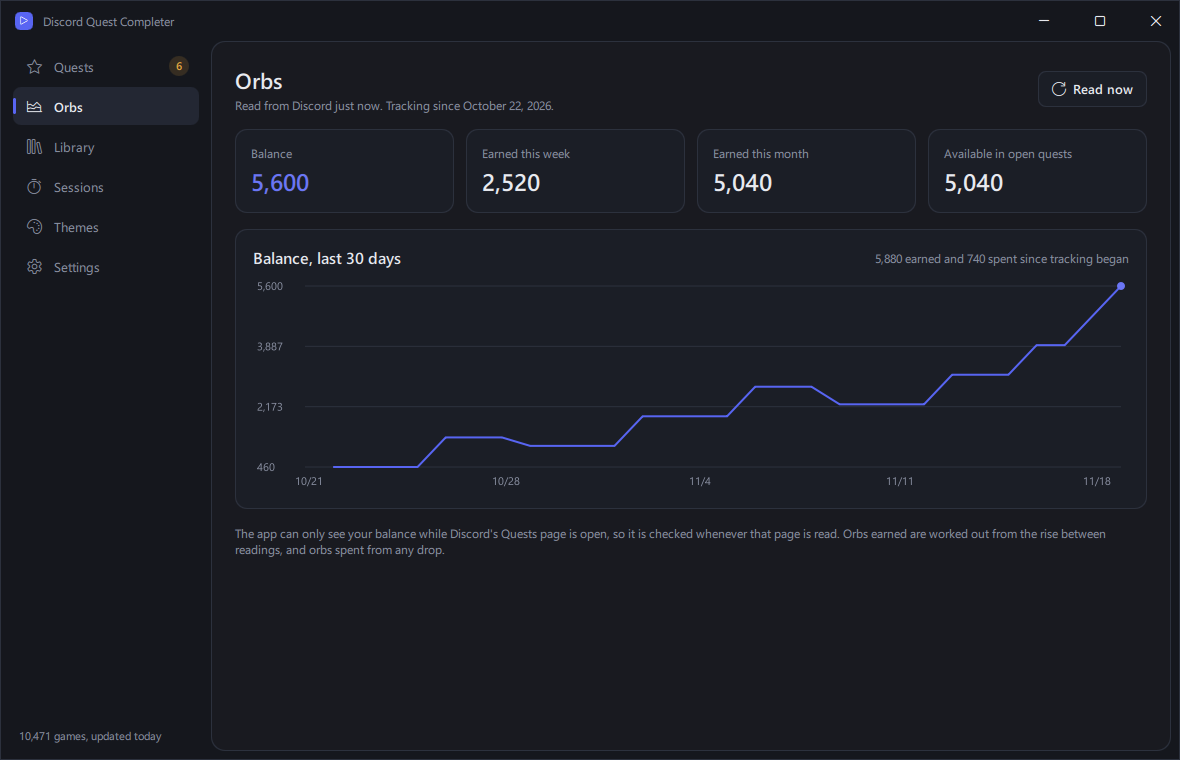 Discord Quest Completer
Quests
6
Orbs
Library
Sessions
Themes
Settings
10,471 games, updated today
Orbs
Read from Discord just now. Tracking since October 22, 2026.
Read now
Balance
5,600
Earned this week
2,520
Earned this month
5,040
Available in open quests
5,040
Balance, last 30 days
5,880 earned and 740 spent since tracking began
5,600
3,887
2,173
460
10/21
10/28
11/4
11/11
11/18
The app can only see your balance while Discord's Quests page is open, so it is checked whenever that page is read. Orbs earned are worked out from the rise between
readings, and orbs spent from any drop.